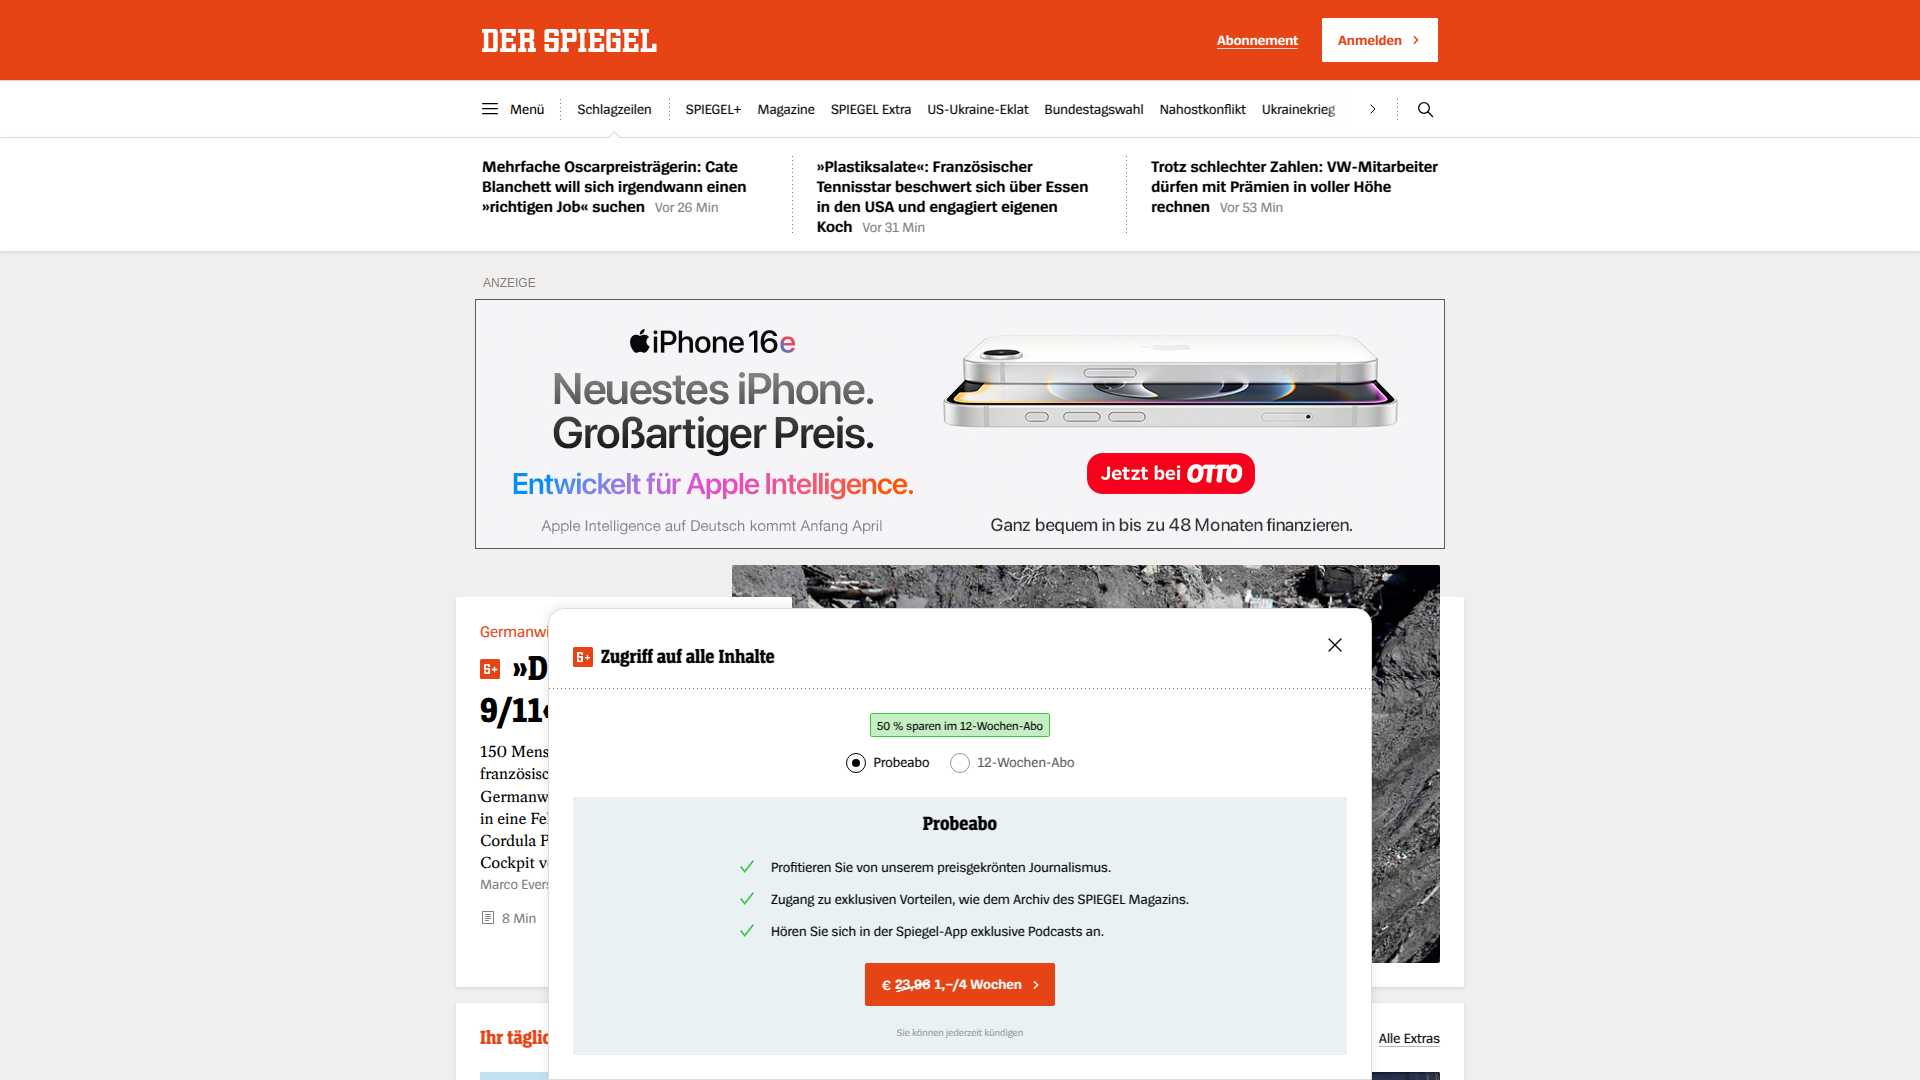 DER SPIEGEL
Abonnement
Anmelden
Menü
Schlagzeilen
SPIEGEL+
Magazine
SPIEGEL Extra
US-Ukraine-Eklat
Bundestagswahl
Nahostkonflikt
Ukrainekrieg
Mehrfache Oscarpreisträgerin: Cate
Blanchett will sich irgendwann einen
»richtigen Job« suchen Vor 26 Min
»Plastiksalate«: Französischer
Tennisstar beschwert sich über Essen
in den USA und engagiert eigenen
Koch Vor 31 Min
Trotz schlechter Zahlen: VW-Mitarbeiter
dürfen mit Prämien in voller Höhe
rechnen Vor 53 Min
ANZEIGE
iPhone 16e
Neuestes iPhone.
Großartiger Preis.
Entwickelt für Apple Intelligence.
Apple Intelligence auf Deutsch kommt Anfang April
Jetzt bei OTTO
Ganz bequem in bis zu 48 Monaten finanzieren.
Germanwi
S+ »D
9/11«
150 Mens
französisc
Germanw
in eine Fel
Cordula P
Cockpit v
Marco Evers
8 Min
S+ Zugriff auf alle Inhalte
50 % sparen im 12-Wochen-Abo
Probeabo
12-Wochen-Abo
Probeabo
Profitieren Sie von unserem preisgekrönten Journalismus.
Zugang zu exklusiven Vorteilen, wie dem Archiv des SPIEGEL Magazins.
Hören Sie sich in der Spiegel-App exklusive Podcasts an.
€ 23,96 1,–/4 Wochen
Sie können jederzeit kündigen
Ihr täglic
Alle Extras